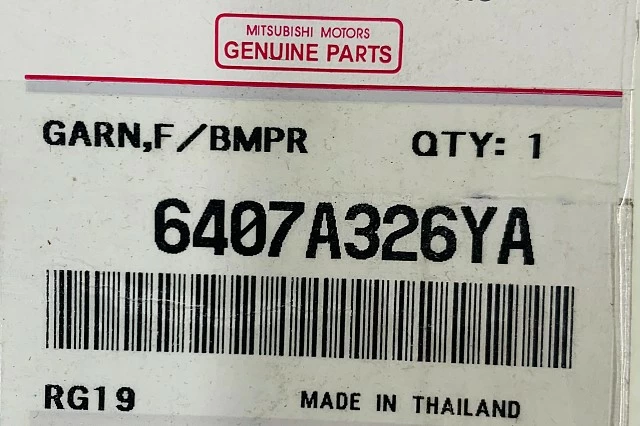 MITSUBISHI MOTORS
GENUINE PARTS
GARN,F/BMPR QTY: 1
6407A326YA
RG19 MADE IN THAILAND